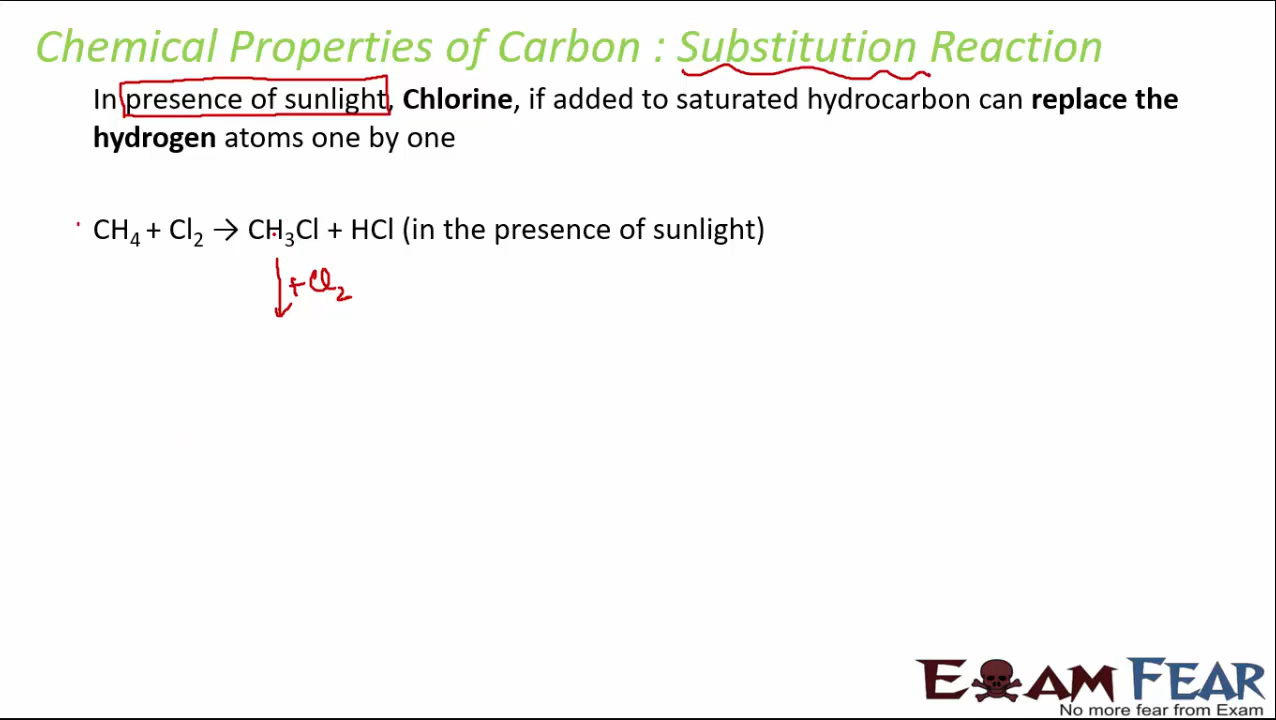 Chemical Properties of Carbon : Substitution Reaction
In presence of sunlight, Chlorine, if added to saturated hydrocarbon can replace the
hydrogen atoms one by one
CH₄ + Cl₂ → CH₃Cl + HCl (in the presence of sunlight)
↓ + Cl₂
EXAM FEAR
No more fear from Exam